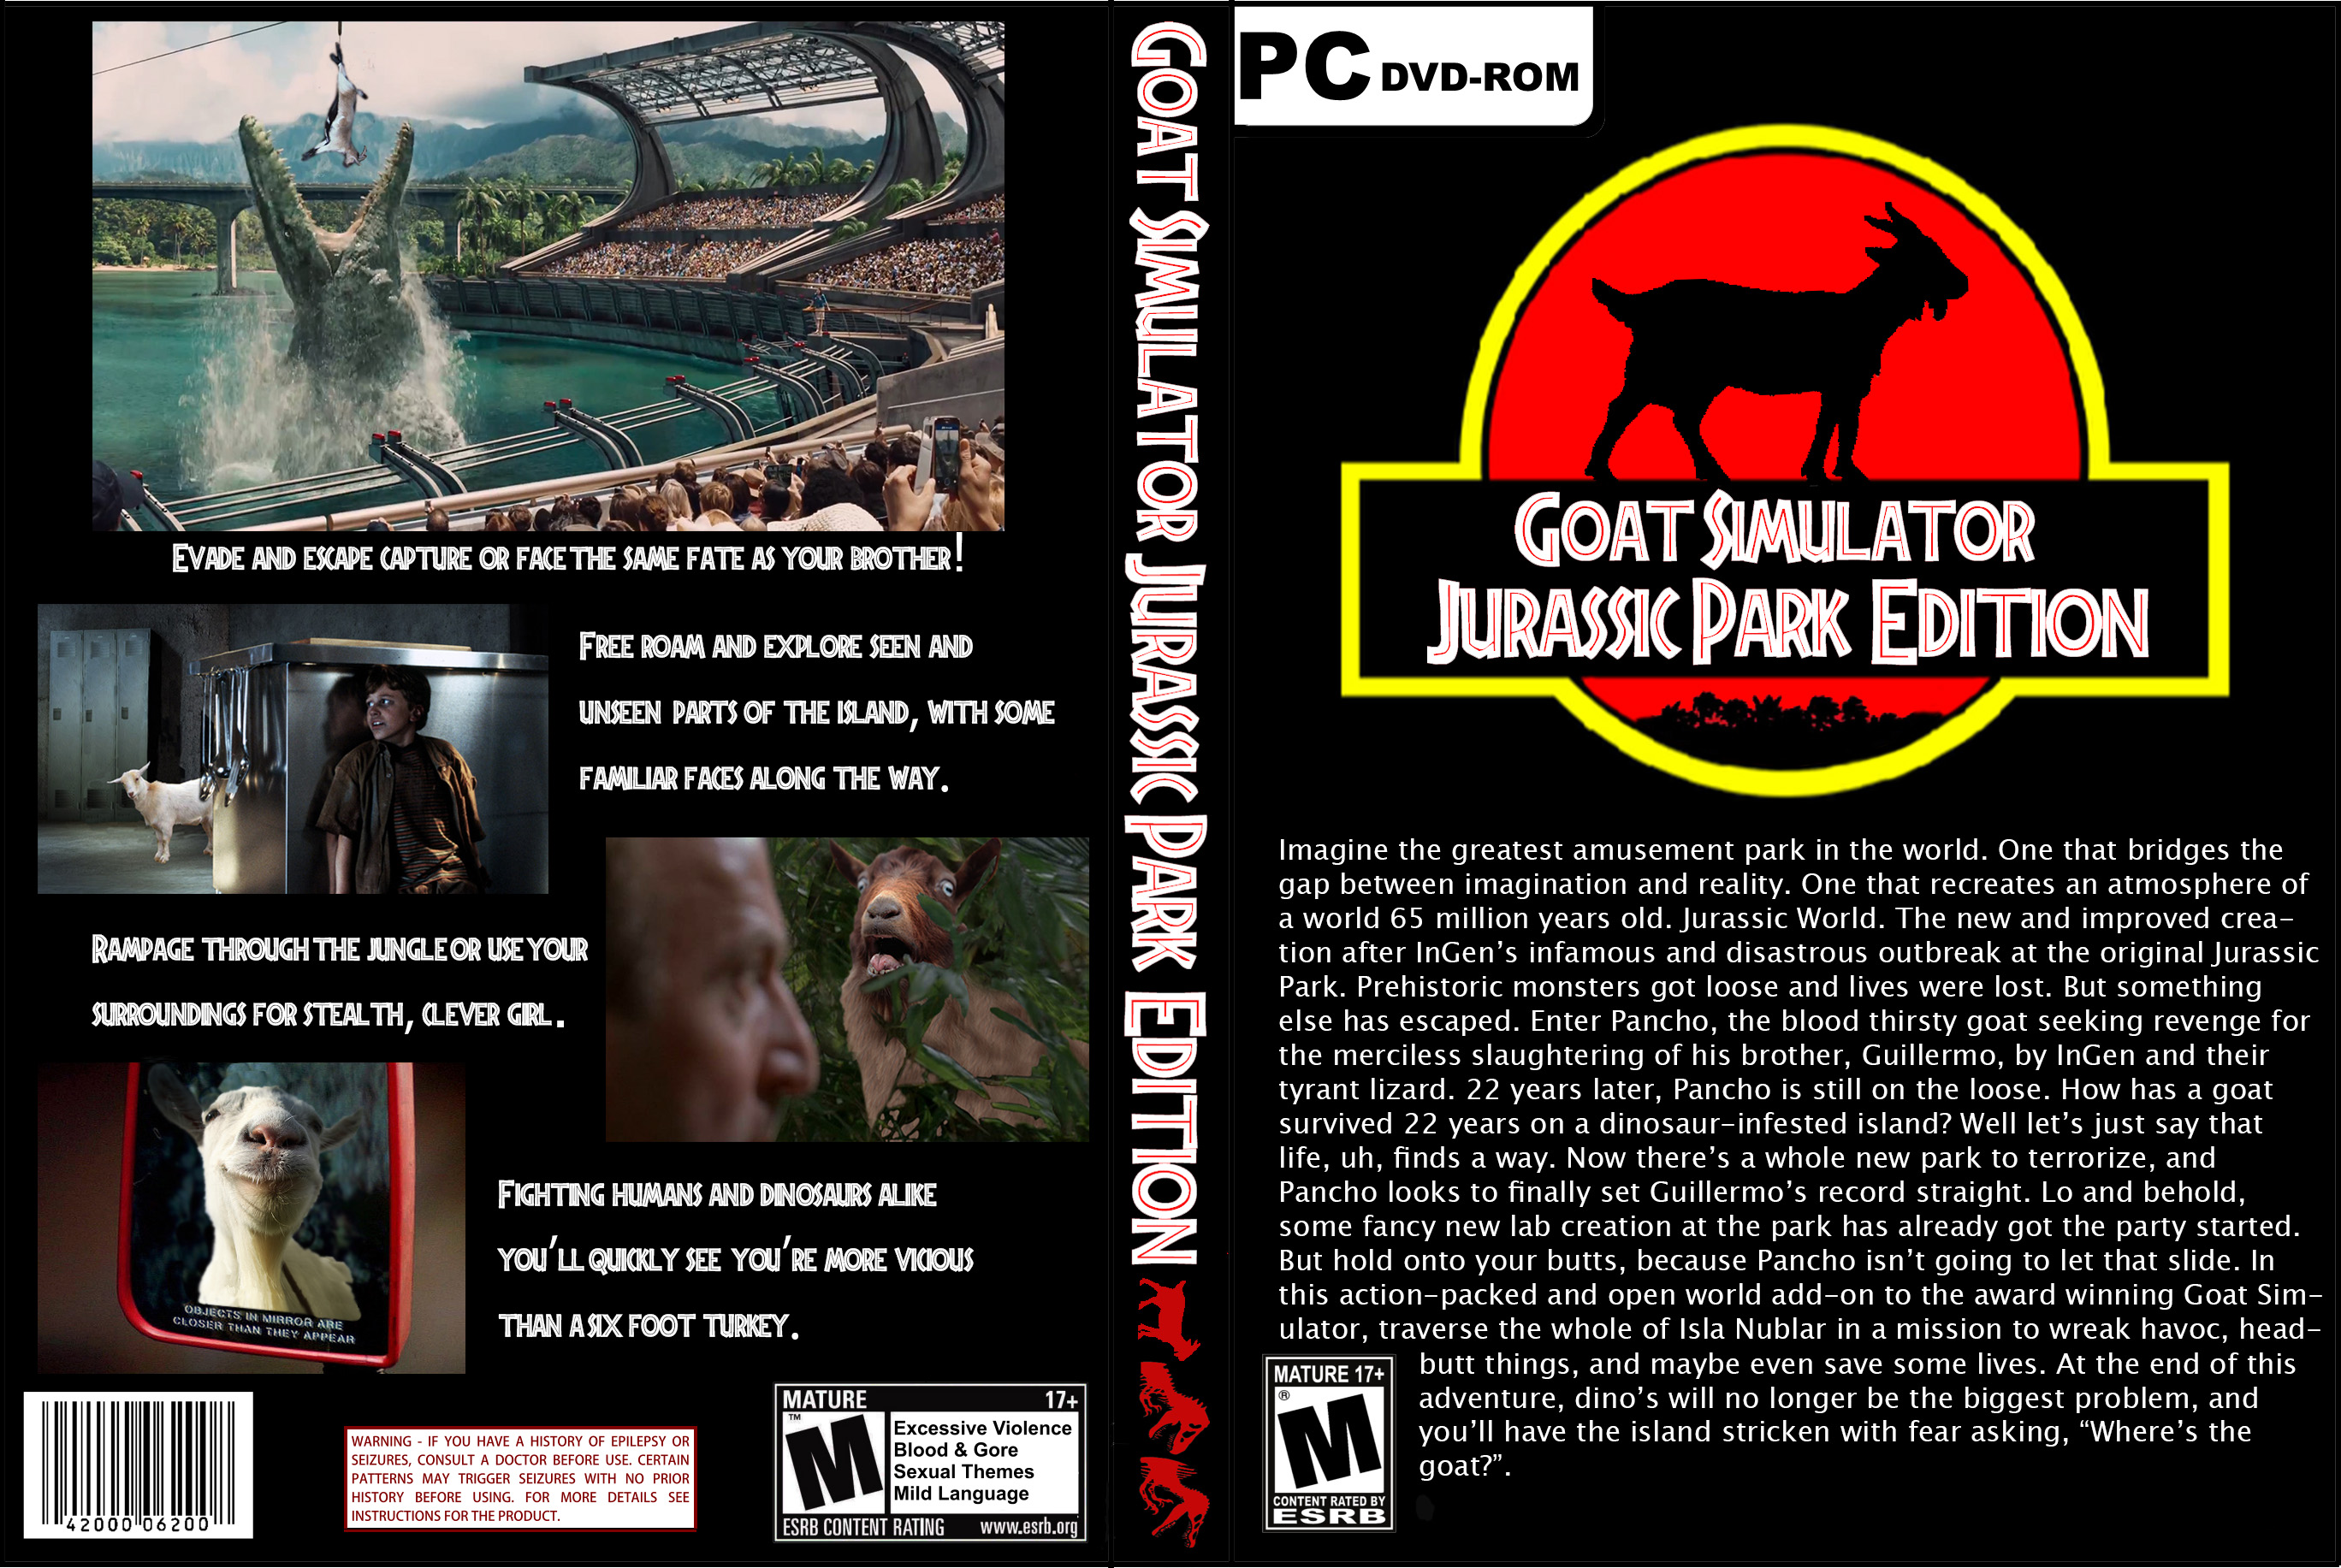 EVADE AND ESCAPE CAPTURE OR FACE THE SAME FATE AS YOUR BROTHER!
FREE ROAM AND EXPLORE SEEN AND
UNSEEN PARTS OF THE ISLAND, WITH SOME
FAMILIAR FACES ALONG THE WAY.
RAMPAGE THROUGH THE JUNGLE OR USE YOUR
SURROUNDINGS FOR STEALTH, CLEVER GIRL.
OBJECTS IN MIRROR ARE
CLOSER THAN THEY APPEAR
FIGHTING HUMANS AND DINOSAURS ALIKE
YOU'LL QUICKLY SEE YOU'RE MORE VICIOUS
THAN A SIX FOOT TURKEY.
42000 06200
WARNING - IF YOU HAVE A HISTORY OF EPILEPSY OR
SEIZURES, CONSULT A DOCTOR BEFORE USE. CERTAIN
PATTERNS MAY TRIGGER SEIZURES WITH NO PRIOR
HISTORY BEFORE USING. FOR MORE DETAILS SEE
INSTRUCTIONS FOR THE PRODUCT.
MATURE 17+
M™
Excessive Violence
Blood & Gore
Sexual Themes
Mild Language
ESRB CONTENT RATING www.esrb.org
GOAT SIMULATOR JURASSIC PARK EDITION
PC DVD-ROM
GOAT SIMULATOR
JURASSIC PARK EDITION
Imagine the greatest amusement park in the world. One that bridges the
gap between imagination and reality. One that recreates an atmosphere of
a world 65 million years old. Jurassic World. The new and improved crea-
tion after InGen’s infamous and disastrous outbreak at the original Jurassic
Park. Prehistoric monsters got loose and lives were lost. But something
else has escaped. Enter Pancho, the blood thirsty goat seeking revenge for
the merciless slaughtering of his brother, Guillermo, by InGen and their
tyrant lizard. 22 years later, Pancho is still on the loose. How has a goat
survived 22 years on a dinosaur-infested island? Well let’s just say that
life, uh, finds a way. Now there’s a whole new park to terrorize, and
Pancho looks to finally set Guillermo’s record straight. Lo and behold,
some fancy new lab creation at the park has already got the party started.
But hold onto your butts, because Pancho isn’t going to let that slide. In
this action-packed and open world add-on to the award winning Goat Sim-
ulator, traverse the whole of Isla Nublar in a mission to wreak havoc, head-
butt things, and maybe even save some lives. At the end of this
adventure, dino’s will no longer be the biggest problem, and
you’ll have the island stricken with fear asking, “Where’s the
goat?”.
MATURE 17+
M®
CONTENT RATED BY
ESRB